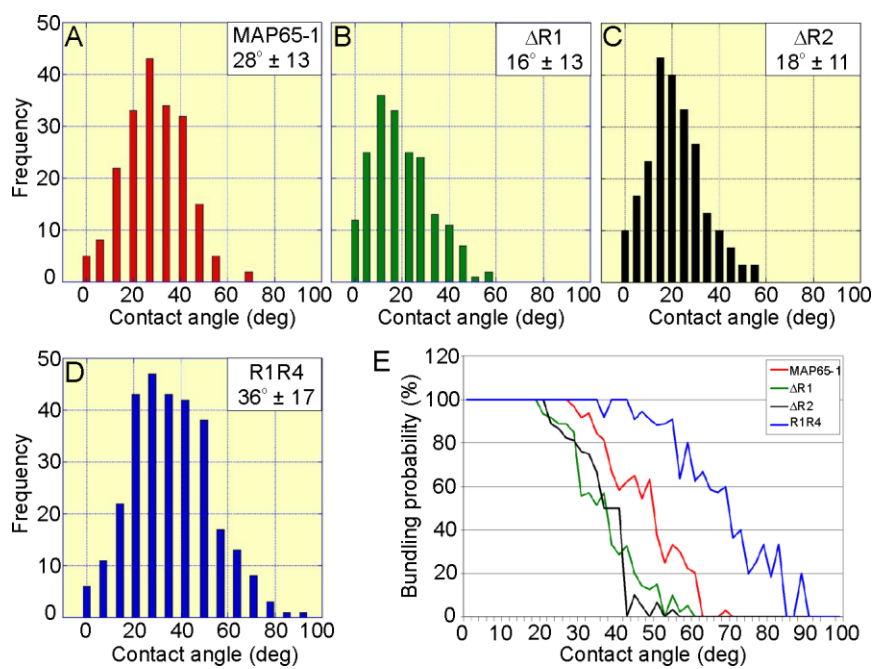 A
MAP65-1
28° ± 13
B
ΔR1
16° ± 13
C
ΔR2
18° ± 11
50
40
30
20
10
0
Frequency
0 20 40 60 80 100
Contact angle (deg)
0 20 40 60 80 100
Contact angle (deg)
0 20 40 60 80 100
Contact angle (deg)
D
R1R4
36° ± 17
50
40
30
20
10
0
Frequency
0 20 40 60 80 100
Contact angle (deg)
E
120
100
80
60
40
20
0
Bundling probability (%)
MAP65-1
ΔR1
ΔR2
R1R4
0 10 20 30 40 50 60 70 80 90 100
Contact angle (deg)